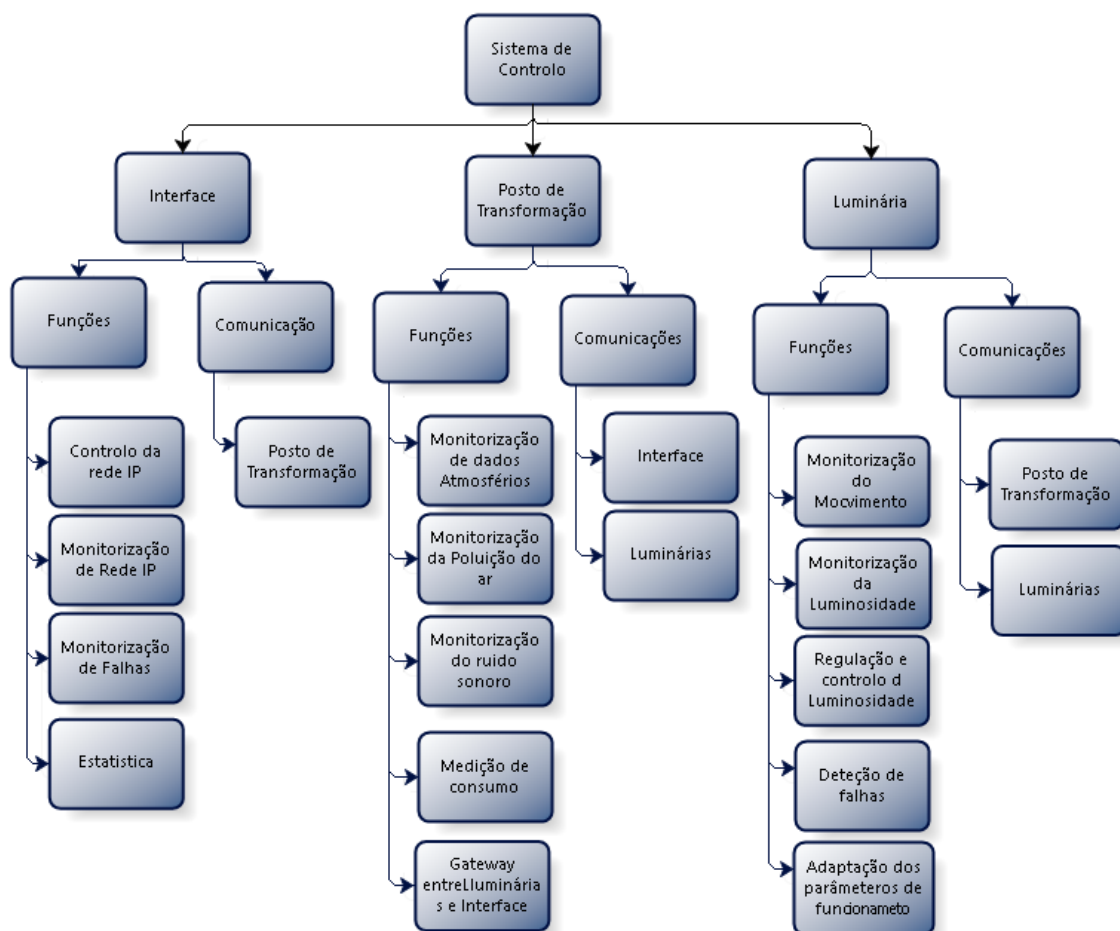 Sistema de
Controlo
Interface
Posto de
Transformação
Luminária
Funções
Comunicação
Funções
Comunicações
Funções
Comunicações
Controlo da
rede IP
Monitorização
de Rede IP
Monitorização
de Falhas
Estatistica
Posto de
Transformação
Monitorização
de dados
Atmosférios
Monitorização
da Poluição do
ar
Monitorização
do ruido
sonoro
Medição de
consumo
Gateway
entreLluminária
s e Interface
Interface
Luminárias
Monitorização
do
Mocvimento
Monitorização
da
Luminosidade
Regulação e
controlo d
Luminosidade
Deteção de
falhas
Adaptação dos
parâmeteros de
funcionameto
Posto de
Transformação
Luminárias